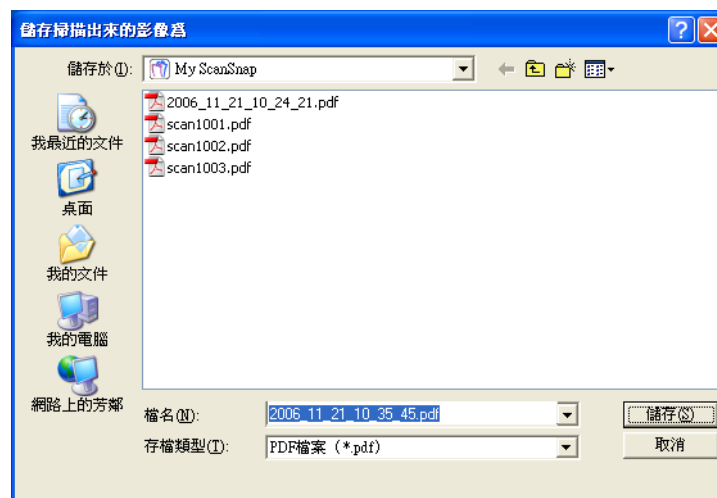 儲存掃描出來的影像爲
儲存於(I):
My ScanSnap
2006_11_21_10_24_21.pdf
scan1001.pdf
scan1002.pdf
scan1003.pdf
我最近的文件
桌面
我的文件
我的電腦
網路上的芳鄰
檔名(N):
2006_11_21_10_35_45.pdf
儲存(S)
存檔類型(T):
PDF檔案 (*.pdf)
取消